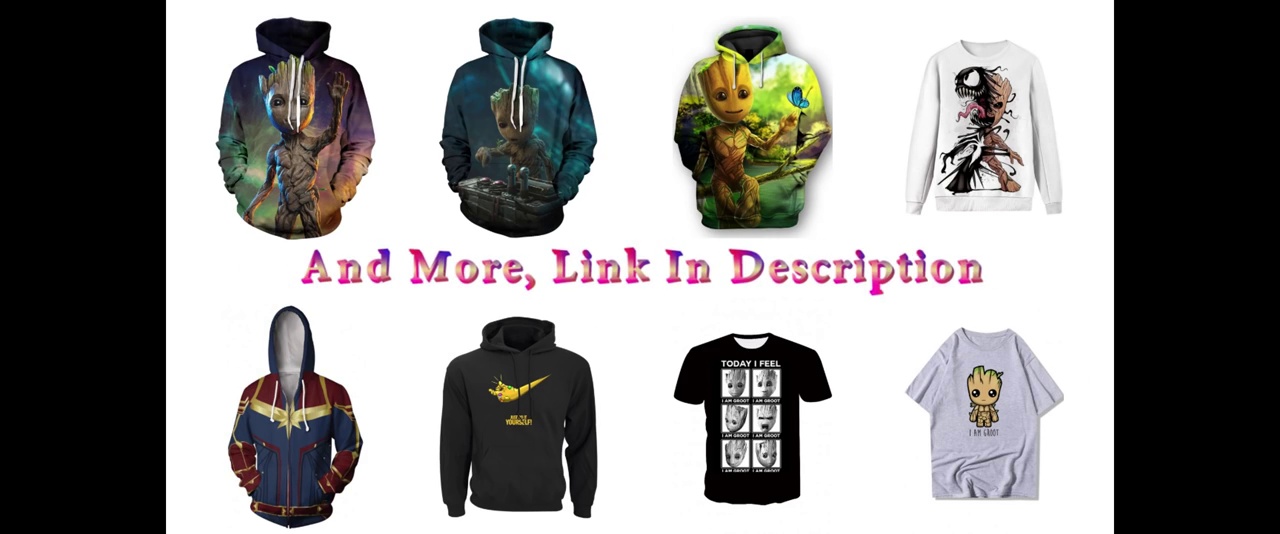 And More, Link In Description
YOURSELF!
TODAY I FEEL
I AM GROOT I AM GROOT
I AM GROOT I AM GROOT
I AM GROOT I AM GROOT
I AM GROOT